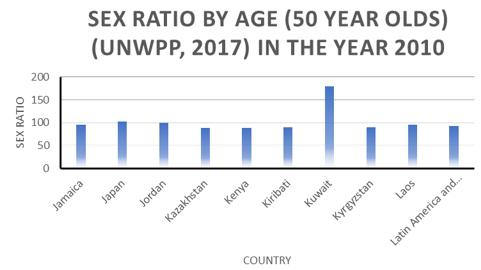 SEX RATIO BY AGE (50 YEAR OLDS)
(UNWPP, 2017) IN THE YEAR 2010
200
150
100
50
0
SEX RATIO
Jamaica
Japan
Jordan
Kazakhstan
Kenya
Kiribati
Kuwait
Kyrgyzstan
Laos
Latin America and...
COUNTRY